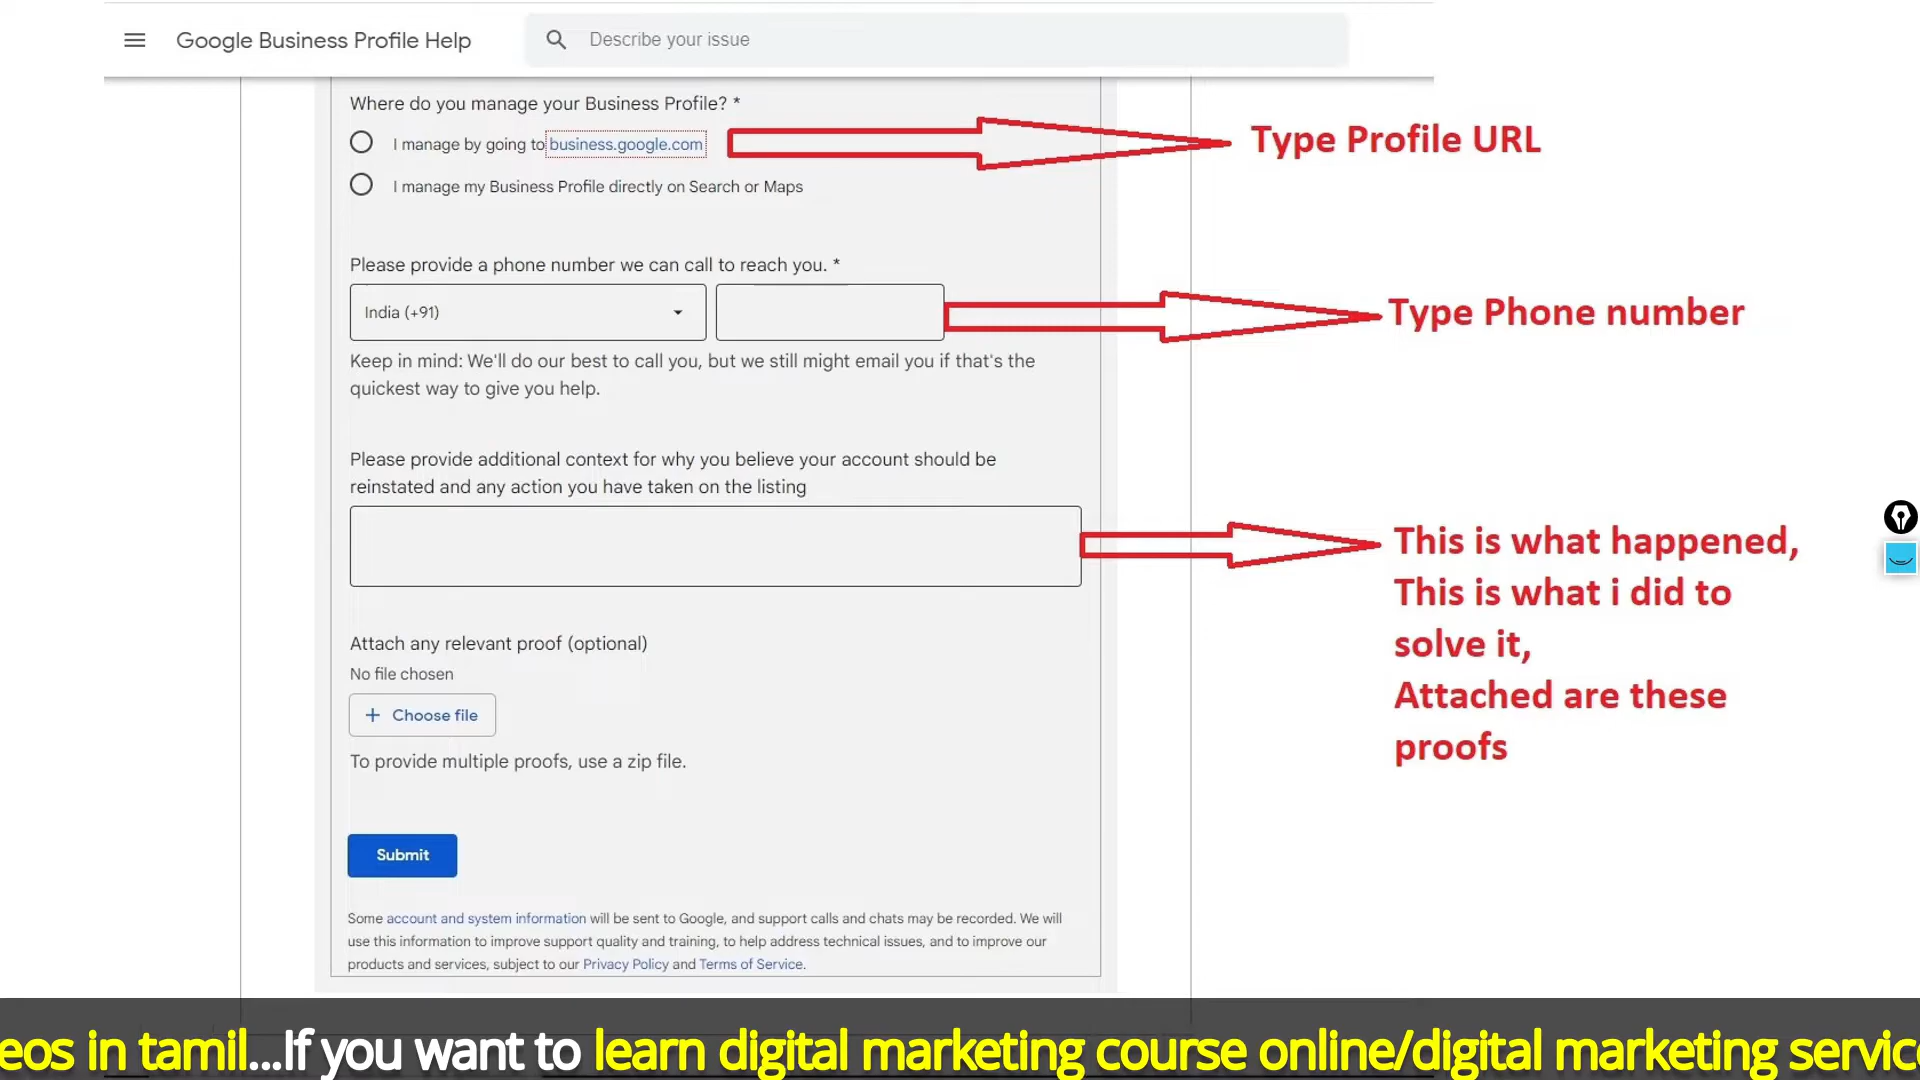 Google Business Profile Help
Describe your issue
Where do you manage your Business Profile? *
I manage by going to business.google.com
Type Profile URL
I manage my Business Profile directly on Search or Maps
Please provide a phone number we can call to reach you. *
India (+91)
Type Phone number
Keep in mind: We'll do our best to call you, but we still might email you if that's the
quickest way to give you help.
Please provide additional context for why you believe your account should be
reinstated and any action you have taken on the listing
This is what happened,
This is what i did to
solve it,
Attached are these
proofs
Attach any relevant proof (optional)
No file chosen
+ Choose file
To provide multiple proofs, use a zip file.
Submit
Some account and system information will be sent to Google, and support calls and chats may be recorded. We will
use this information to improve support quality and training, to help address technical issues, and to improve our
products and services, subject to our Privacy Policy and Terms of Service.
eos in tamil...If you want to learn digital marketing course online/digital marketing servic